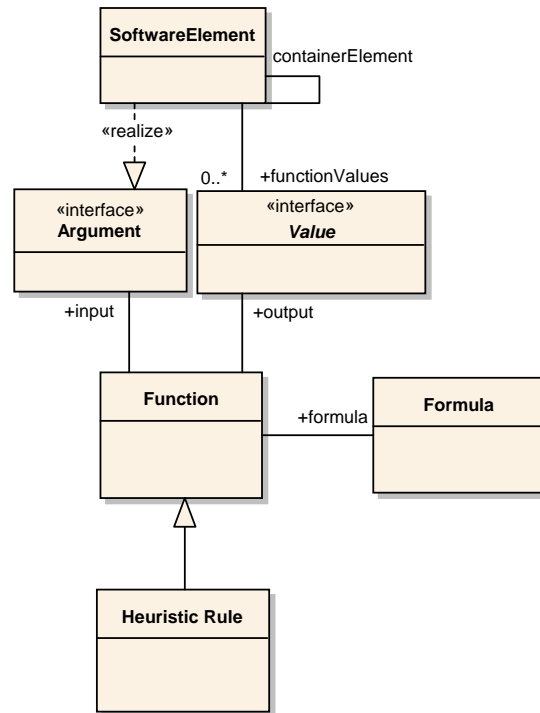 SoftwareElement
containerElement
«realize»
0..*
+functionValues
«interface»
Argument
«interface»
Value
+input
+output
Function
+formula
Formula
Heuristic Rule